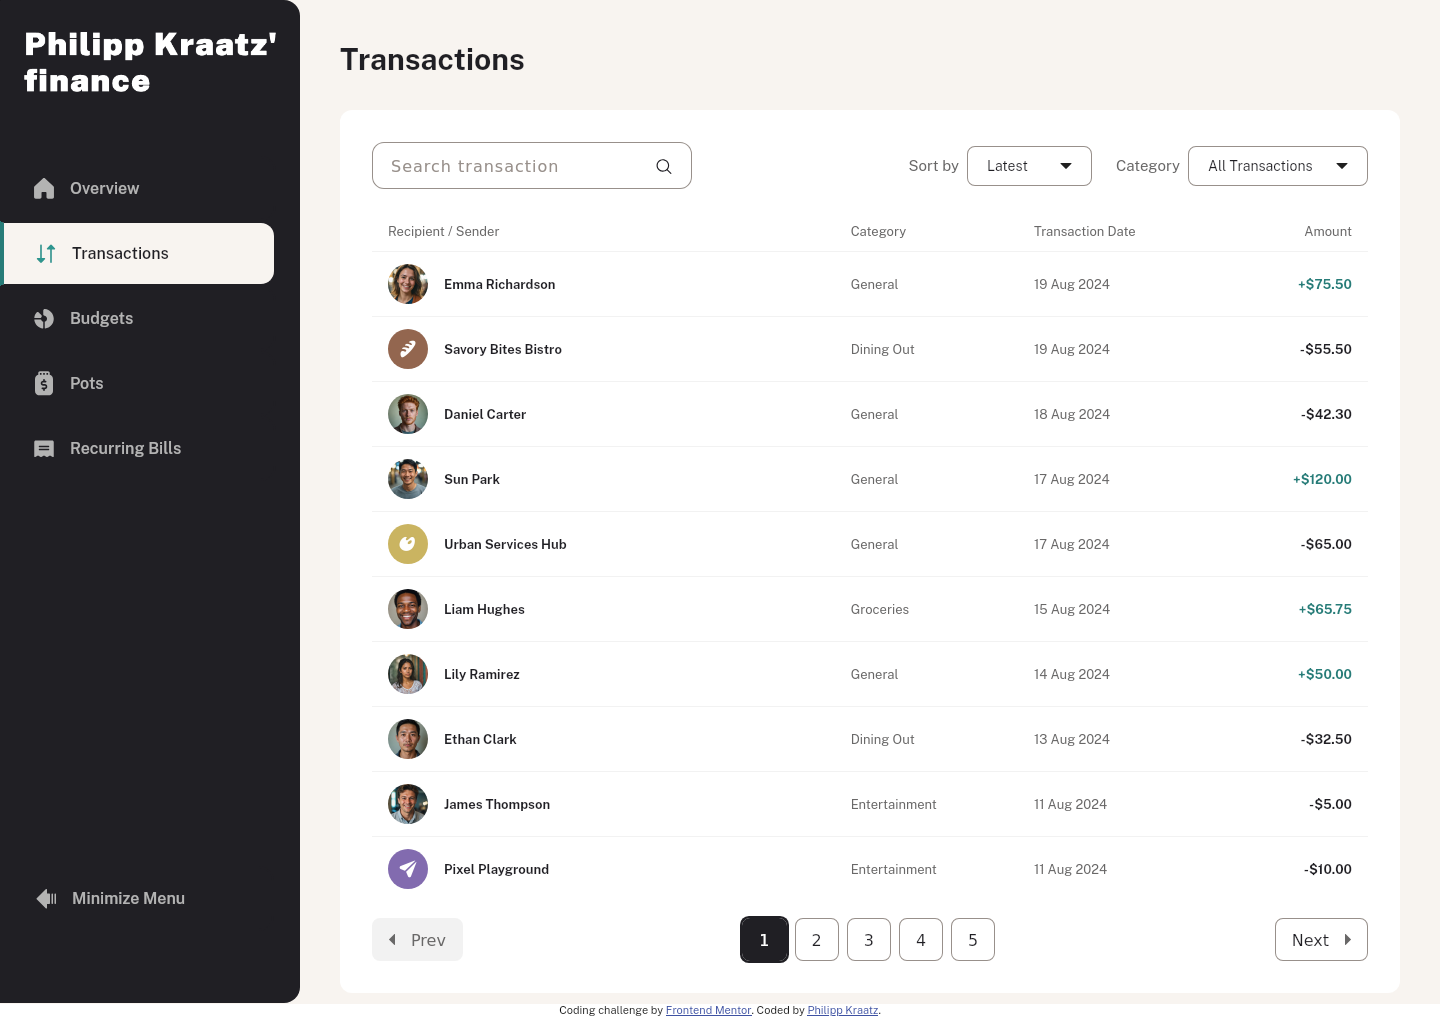 Philipp Kraatz'
finance
Overview
Transactions
Budgets
Pots
Recurring Bills
Minimize Menu
Transactions
Search transaction
Sort by Latest Category All Transactions
Recipient / Sender Category Transaction Date Amount
Emma Richardson General 19 Aug 2024 +$75.50
Savory Bites Bistro Dining Out 19 Aug 2024 -$55.50
Daniel Carter General 18 Aug 2024 -$42.30
Sun Park General 17 Aug 2024 +$120.00
Urban Services Hub General 17 Aug 2024 -$65.00
Liam Hughes Groceries 15 Aug 2024 +$65.75
Lily Ramirez General 14 Aug 2024 +$50.00
Ethan Clark Dining Out 13 Aug 2024 -$32.50
James Thompson Entertainment 11 Aug 2024 -$5.00
Pixel Playground Entertainment 11 Aug 2024 -$10.00
Prev 1 2 3 4 5 Next
Coding challenge by Frontend Mentor. Coded by Philipp Kraatz.